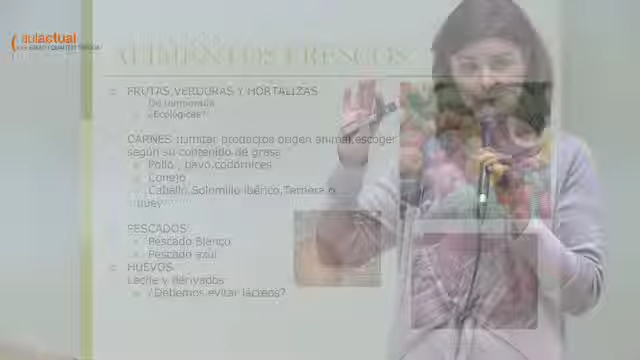 aulactual
ALIMENTOS FRESCOS
FRUTAS,VERDURAS Y HORTALIZAS
De temporada
¿Ecológicas?
CARNES :limitar productos origen animal,escoger
según su contenido de grasa
Pollo , pavo,codornices
Conejo
Caballo,Solomillo ibérico,Ternera o
buey
PESCADOS
Pescado blanco
Pescado azul
HUEVOS
Leche y derivados
¿Debemos evitar lácteos?